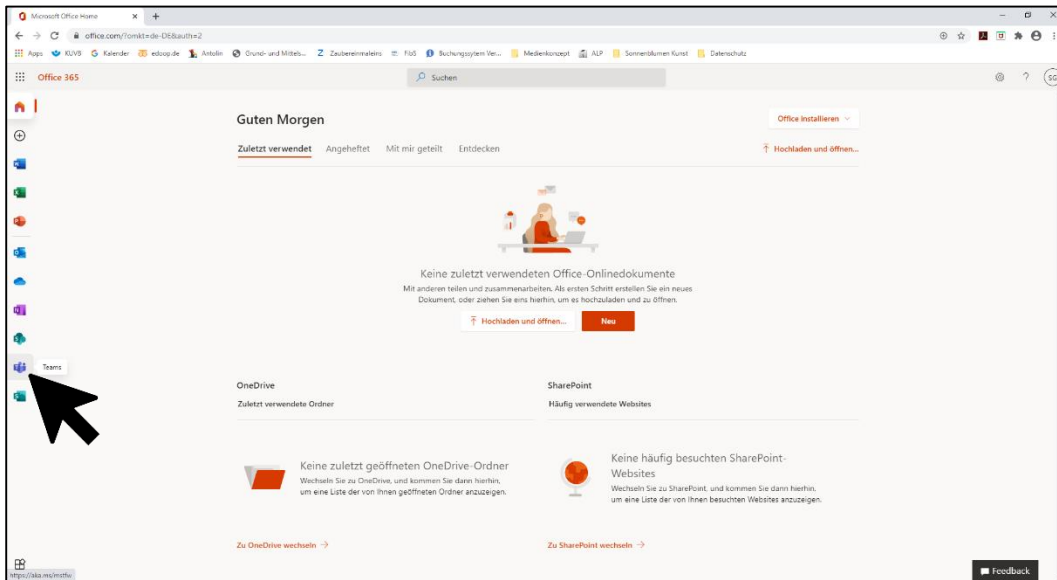 Microsoft Office Home
office.com/?omkt=de-DE&auth=2
Apps KUVB Kalender edoop.de Antolin Grund- und Mittels... Zaubereinmaleins FloS Buchungssytem Ver... Medienkonzept ALP Sonnenblumen Kunst Datenschutz
Office 365 Suchen SG
Guten Morgen Office installieren
Zuletzt verwendet Angeheftet Mit mir geteilt Entdecken Hochladen und öffnen...
Keine zuletzt verwendeten Office-Onlinedokumente
Mit anderen teilen und zusammenarbeiten. Als ersten Schritt erstellen Sie ein neues
Dokument, oder ziehen Sie eins hierhin, um es hochzuladen und zu öffnen.
Hochladen und öffnen... Neu
Teams
OneDrive
Zuletzt verwendete Ordner
Keine zuletzt geöffneten OneDrive-Ordner
Wechseln Sie zu OneDrive, und kommen Sie dann hierhin,
um eine Liste der von Ihnen geöffneten Ordner anzuzeigen.
Zu OneDrive wechseln
SharePoint
Häufig verwendete Websites
Keine häufig besuchten SharePoint-
Websites
Wechseln Sie zu SharePoint, und kommen Sie dann hierhin,
um eine Liste der von Ihnen besuchten Websites anzuzeigen.
Zu SharePoint wechseln
https://aka.ms/mstfw
Feedback